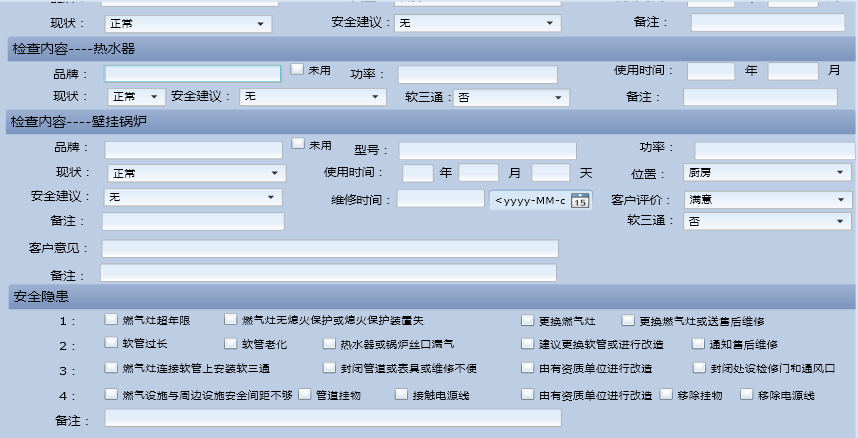 现状： 正常 安全建议： 无 备注：
检查内容----热水器
品牌： 未用 功率： 使用时间： 年 月
现状： 正常 安全建议： 无 软三通： 否 备注：
检查内容----壁挂锅炉
品牌： 未用 型号： 功率：
现状： 正常 使用时间： 年 月 天 位置： 厨房
安全建议： 无 维修时间： <yyyy-MM-c 15 客户评价： 满意
备注： 软三通： 否
客户意见：
备注：
安全隐患
1： 燃气灶超年限 燃气灶无熄火保护或熄火保护装置失 更换燃气灶 更换燃气灶或送售后维修
2： 软管过长 软管老化 热水器或锅炉丝口漏气 建议更换软管或进行改造 通知售后维修
3： 燃气灶连接软管上安装软三通 封闭管道或表具或维修不便 由有资质单位进行改造 封闭处设检修门和通风口
4： 燃气设施与周边设施安全间距不够 管道挂物 接触电源线 由有资质单位进行改造 移除挂物 移除电源线
备注：